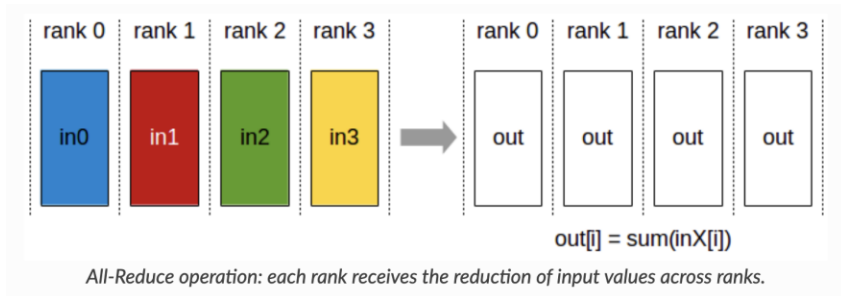 rank 0 rank 1 rank 2 rank 3 rank 0 rank 1 rank 2 rank 3
in0 in1 in2 in3 out out out out
out[i] = sum(inX[i])
All-Reduce operation: each rank receives the reduction of input values across ranks.